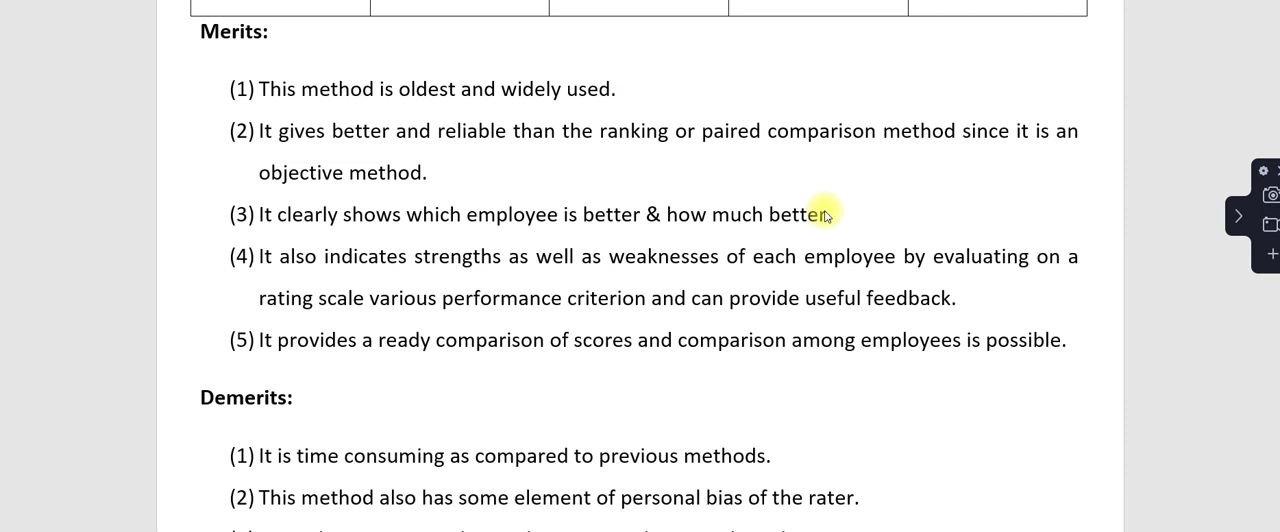 Merits:
(1) This method is oldest and widely used.
(2) It gives better and reliable than the ranking or paired comparison method since it is an
objective method.
(3) It clearly shows which employee is better & how much better.
(4) It also indicates strengths as well as weaknesses of each employee by evaluating on a
rating scale various performance criterion and can provide useful feedback.
(5) It provides a ready comparison of scores and comparison among employees is possible.
Demerits:
(1) It is time consuming as compared to previous methods.
(2) This method also has some element of personal bias of the rater.